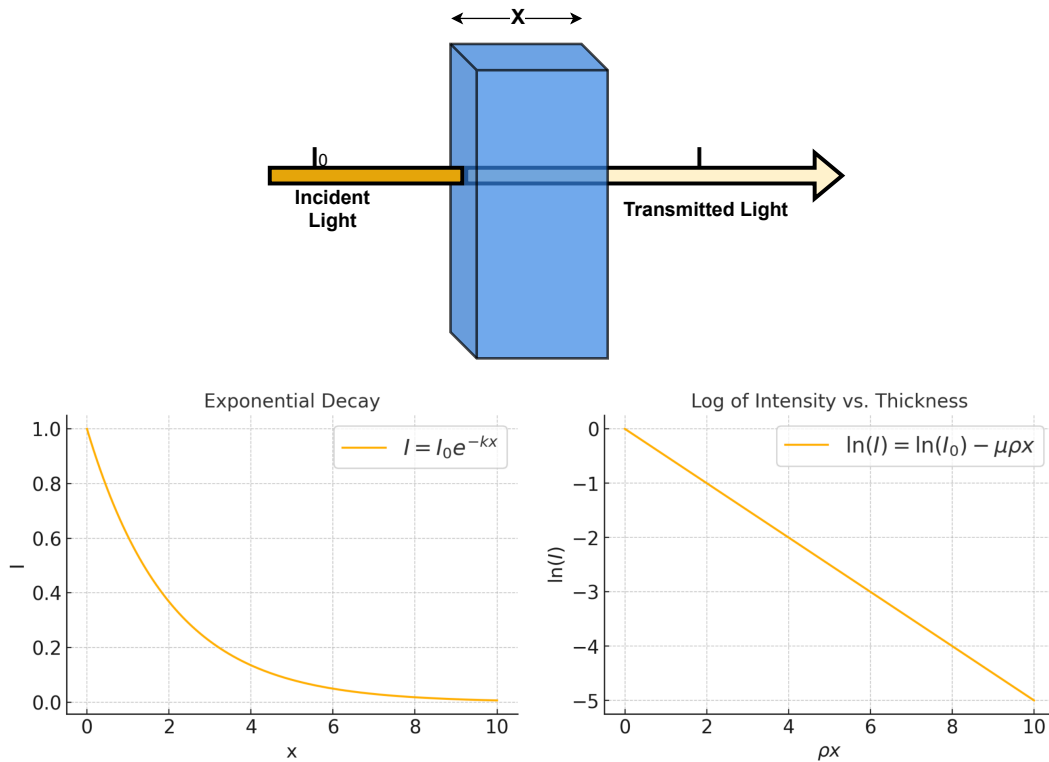 X
I₀
I
Incident
Light
Transmitted Light
Exponential Decay
I = I₀e^{-kx}
1.0
0.8
0.6
0.4
0.2
0.0
I
0 2 4 6 8 10
x
Log of Intensity vs. Thickness
ln(I) = ln(I₀) − μρx
0
−1
−2
−3
−4
−5
ln(I)
0 2 4 6 8 10
ρx